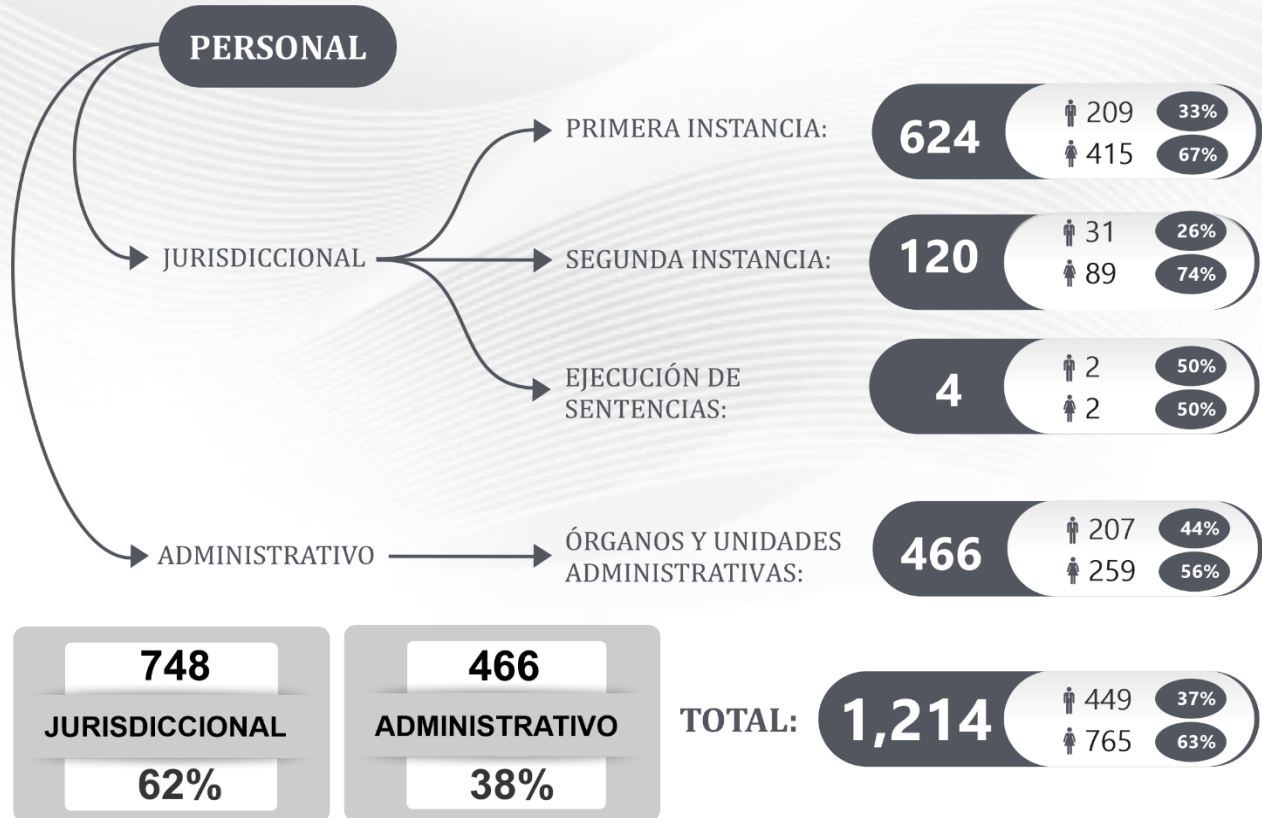 PERSONAL
PRIMERA INSTANCIA:
624
209 33%
415 67%
JURISDICCIONAL
SEGUNDA INSTANCIA:
120
31 26%
89 74%
EJECUCIÓN DE
SENTENCIAS:
4
2 50%
2 50%
ADMINISTRATIVO
ÓRGANOS Y UNIDADES
ADMINISTRATIVAS:
466
207 44%
259 56%
748
JURISDICCIONAL
62%
466
ADMINISTRATIVO
38%
TOTAL:
1,214
449 37%
765 63%